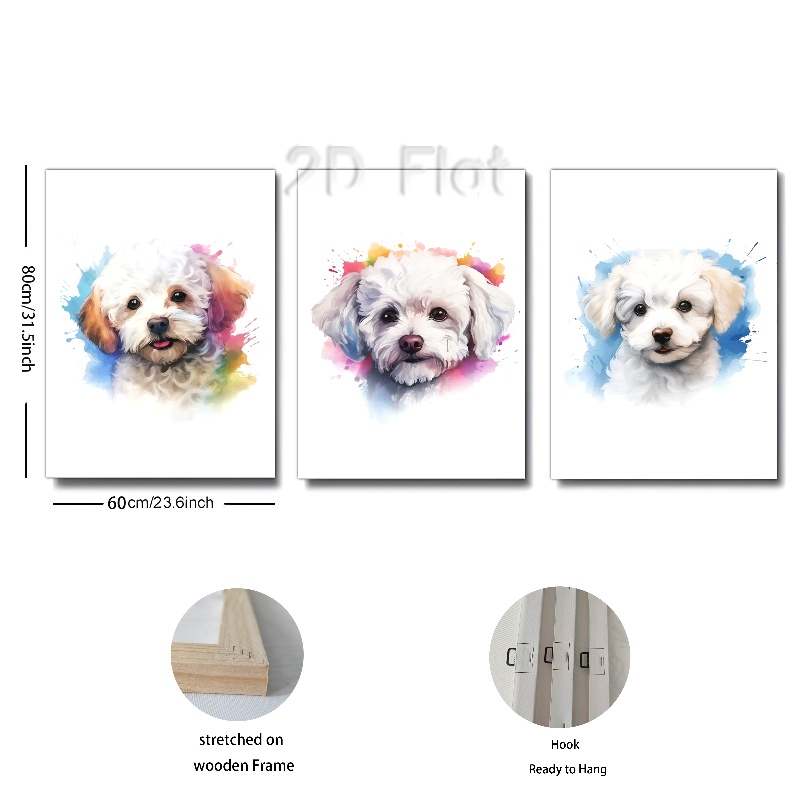 2D Flat
80cm/31.5inch
60cm/23.6inch
stretched on
wooden Frame
Hook
Ready to Hang